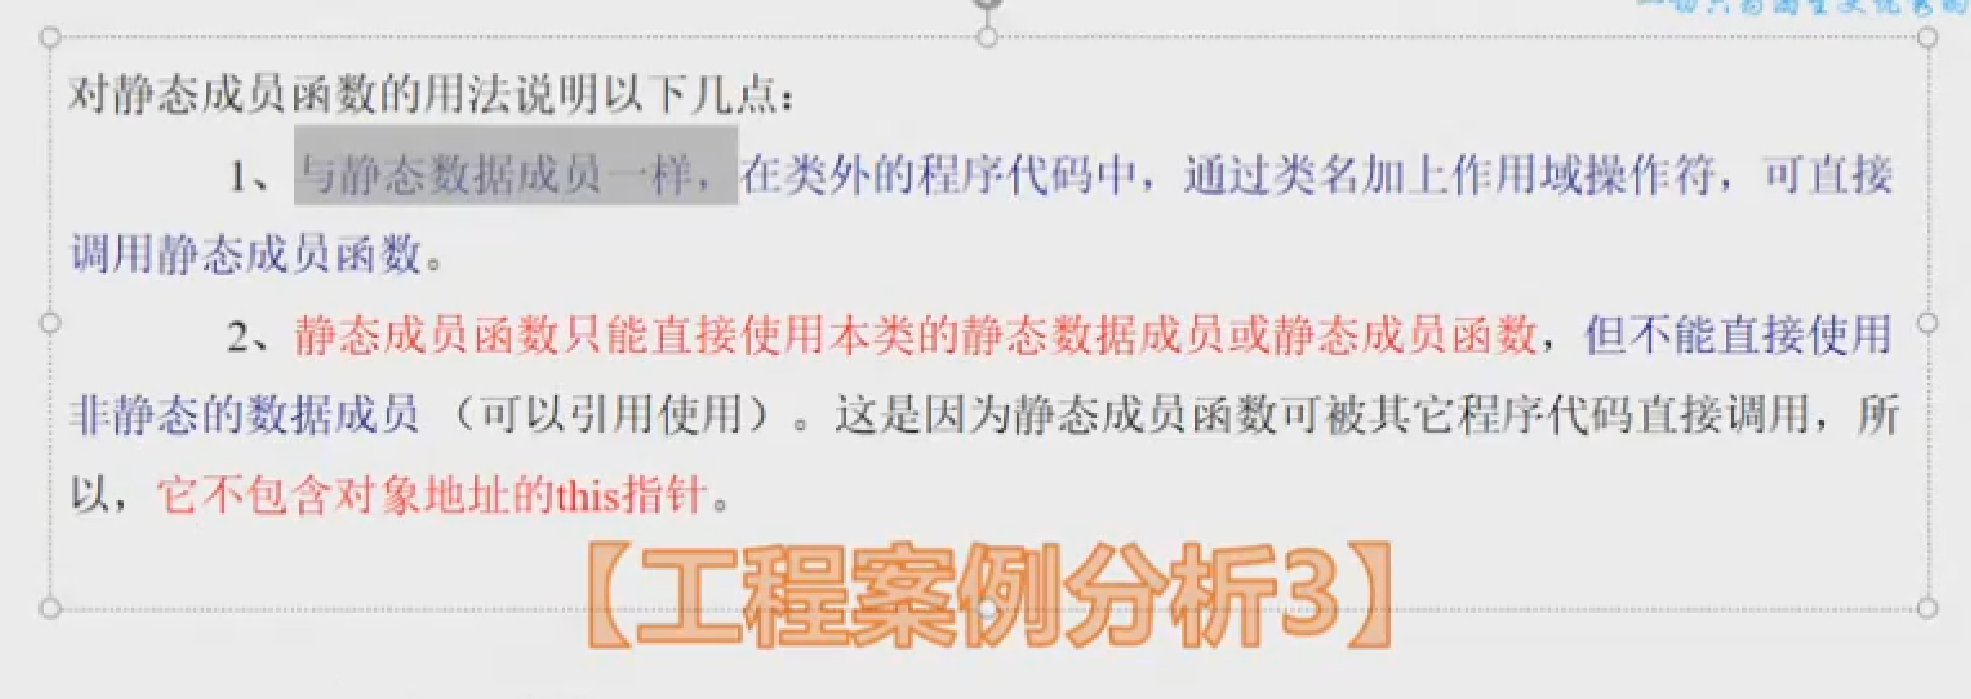 对静态成员函数的用法说明以下几点：
1、与静态数据成员一样，在类外的程序代码中，通过类名加上作用域操作符，可直接
调用静态成员函数。
2、静态成员函数只能直接使用本类的静态数据成员或静态成员函数，但不能直接使用
非静态的数据成员（可以引用使用）。这是因为静态成员函数可被其它程序代码直接调用，所
以，它不包含对象地址的this指针。
【工程案例分析3】